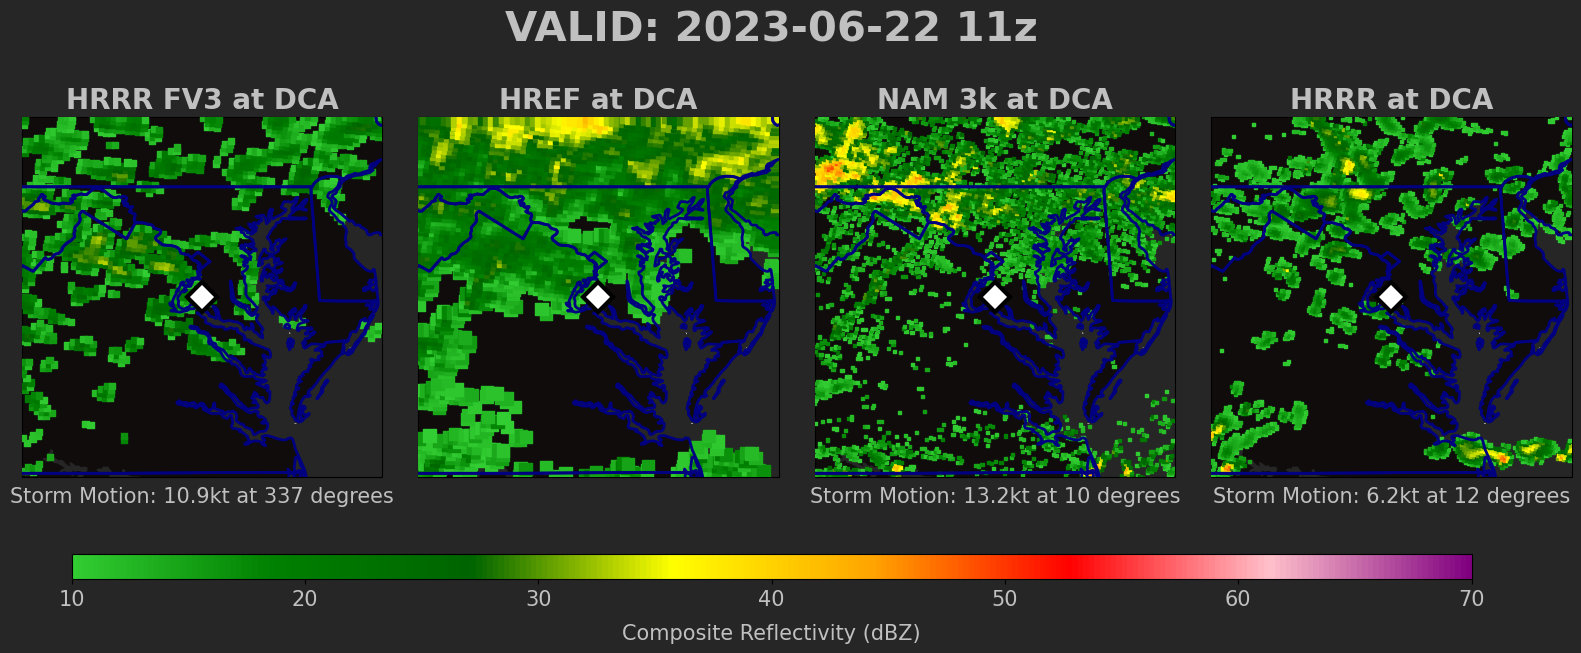 VALID: 2023-06-22 11z
HRRR FV3 at DCA
HREF at DCA
NAM 3k at DCA
HRRR at DCA
Storm Motion: 10.9kt at 337 degrees
Storm Motion: 13.2kt at 10 degrees
Storm Motion: 6.2kt at 12 degrees
10 20 30 40 50 60 70
Composite Reflectivity (dBZ)